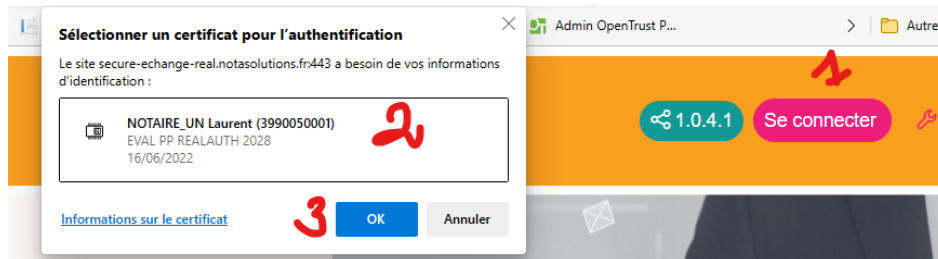 Sélectionner un certificat pour l'authentification
Le site secure-echange-real.notasolutions.fr:443 a besoin de vos informations
d'identification :
NOTAIRE_UN Laurent (3990050001)
EVAL PP REALAUTH 2028
16/06/2022
2
Informations sur le certificat
3
OK
Annuler
Admin OpenTrust P...
Autre
1
1.0.4.1
Se connecter